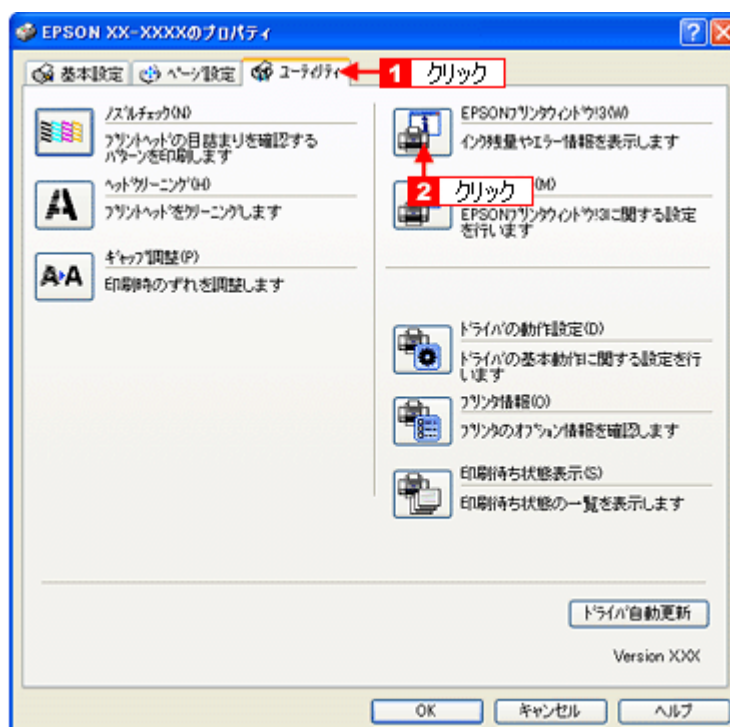 EPSON XX-XXXXのプロパティ
基本設定 ページ設定 ユーティリティ 1 クリック
ノズルチェック(N)
プリントヘッドの目詰まりを確認する
パターンを印刷します
ヘッドクリーニング(H)
プリントヘッドをクリーニングします
ギャップ調整(P)
印刷時のずれを調整します
EPSONプリンタウィンドウ!3(W)
インク残量やエラー情報を表示します
2 クリック (M)
EPSONプリンタウィンドウ!3に関する設定
を行います
ドライバの動作設定(D)
ドライバの基本動作に関する設定を行
います
プリンタ情報(O)
プリンタのオプション情報を確認します
印刷待ち状態表示(S)
印刷待ち状態の一覧を表示します
ドライバ自動更新
Version XXX
OK キャンセル ヘルプ